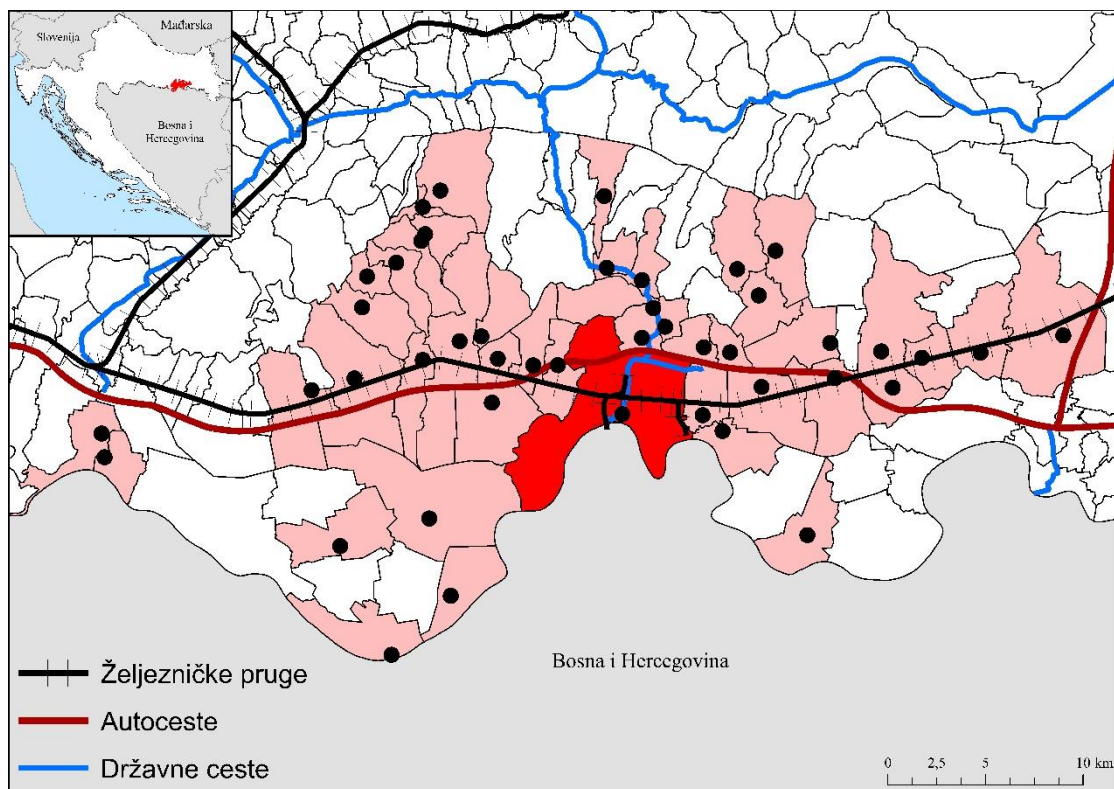 Slovenija
Mađarska
Bosna i
Hercegovina
Bosna i Hercegovina
Željezničke pruge
Autoceste
Državne ceste
0 2,5 5 10 km